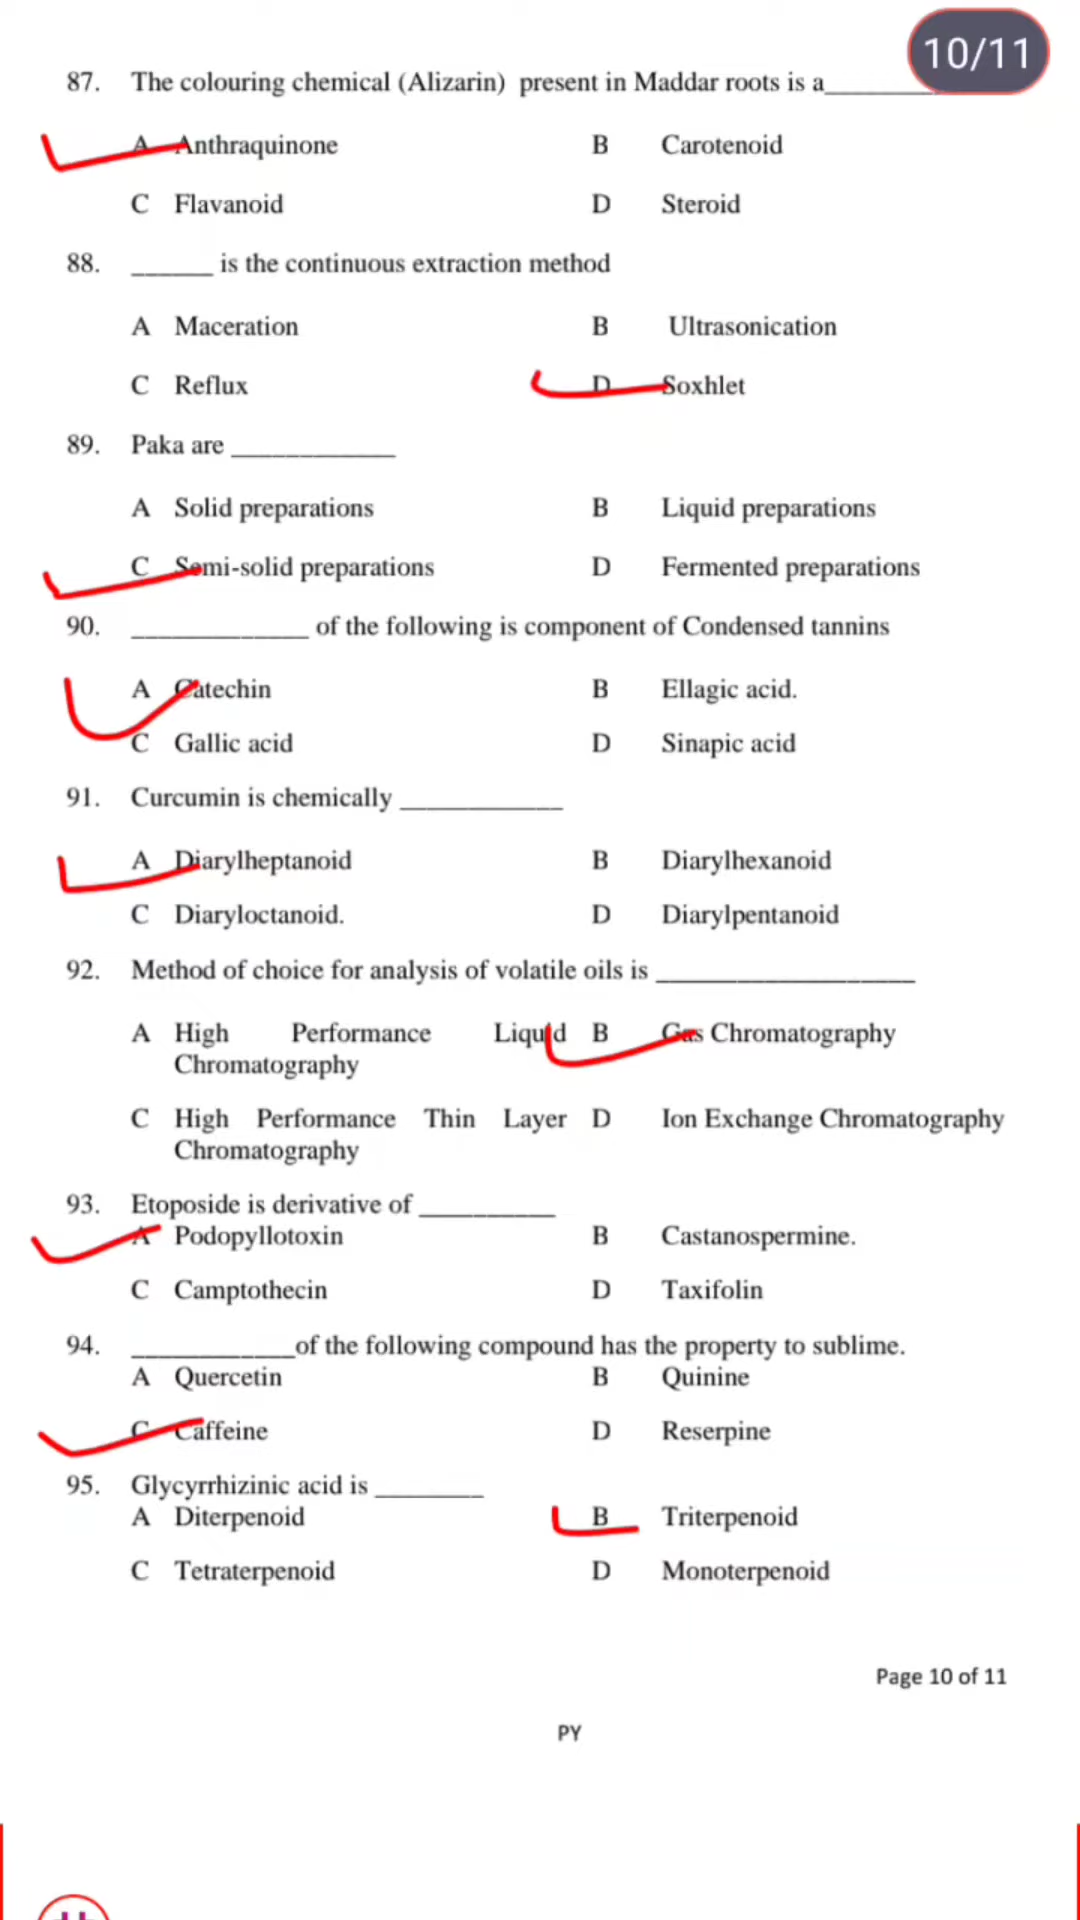 10/11
87. The colouring chemical (Alizarin) present in Maddar roots is a________
A Anthraquinone B Carotenoid
C Flavanoid D Steroid
88. ______ is the continuous extraction method
A Maceration B Ultrasonication
C Reflux D Soxhlet
89. Paka are ____________
A Solid preparations B Liquid preparations
C Semi-solid preparations D Fermented preparations
90. _____________ of the following is component of Condensed tannins
A Catechin B Ellagic acid.
C Gallic acid D Sinapic acid
91. Curcumin is chemically ____________
A Diarylheptanoid B Diarylhexanoid
C Diaryloctanoid. D Diarylpentanoid
92. Method of choice for analysis of volatile oils is ___________________
A High Performance Liquid B Gas Chromatography
Chromatography
C High Performance Thin Layer D Ion Exchange Chromatography
Chromatography
93. Etoposide is derivative of __________
A Podopyllotoxin B Castanospermine.
C Camptothecin D Taxifolin
94. ____________of the following compound has the property to sublime.
A Quercetin B Quinine
C Caffeine D Reserpine
95. Glycyrrhizinic acid is ________
A Diterpenoid B Triterpenoid
C Tetraterpenoid D Monoterpenoid
Page 10 of 11
PY